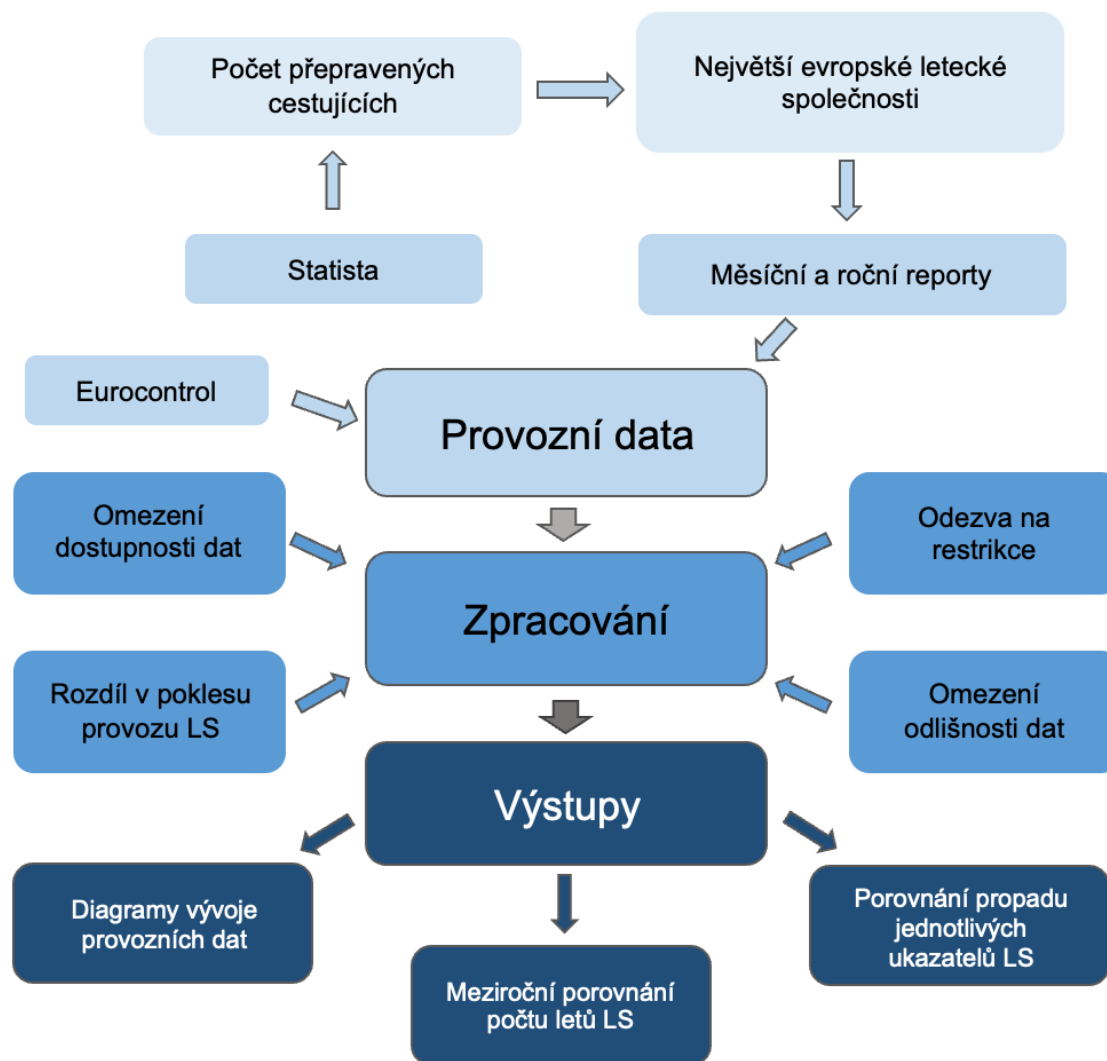 Počet přepravených
cestujících
Největší evropské letecké
společnosti
Statista
Měsíční a roční reporty
Eurocontrol
Provozní data
Omezení
dostupnosti dat
Odezva na
restrikce
Zpracování
Rozdíl v poklesu
provozu LS
Omezení
odlišnosti dat
Výstupy
Diagramy vývoje
provozních dat
Meziroční porovnání
počtu letů LS
Porovnání propadu
jednotlivých
ukazatelů LS